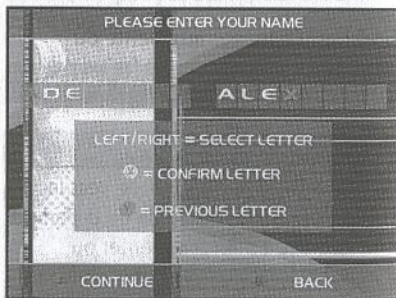 PLEASE ENTER YOUR NAME
DE ALEX
LEFT/RIGHT = SELECT LETTER
= CONFIRM LETTER
= PREVIOUS LETTER
CONTINUE BACK